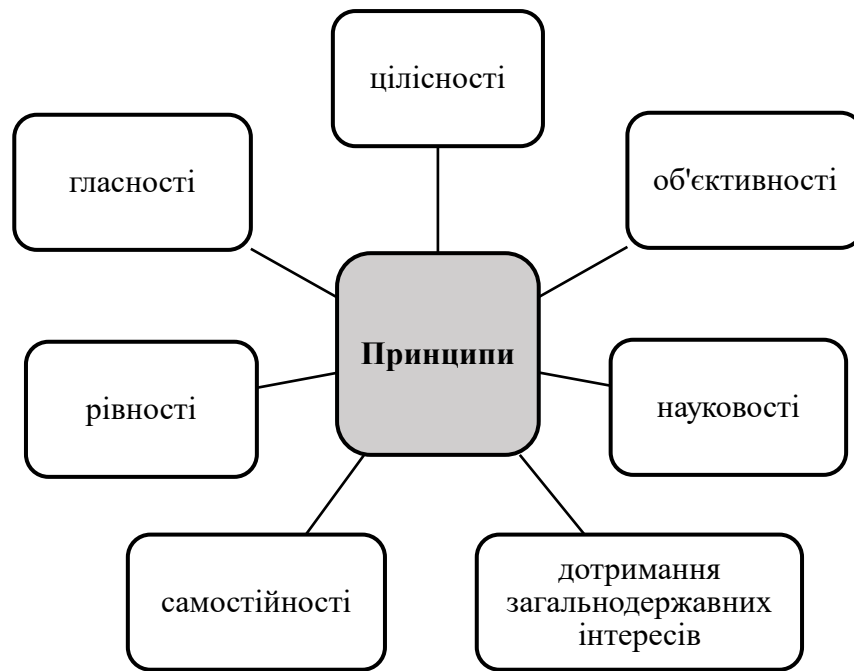 цілісності
гласності
об'єктивності
Принципи
рівності
науковості
самостійності
дотримання
загальнодержавних
інтересів